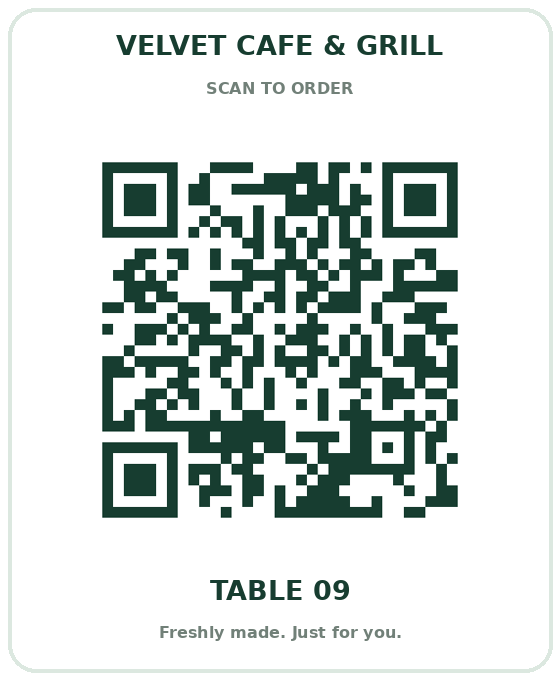 VELVET CAFE & GRILL
SCAN TO ORDER
TABLE 09
Freshly made. Just for you.